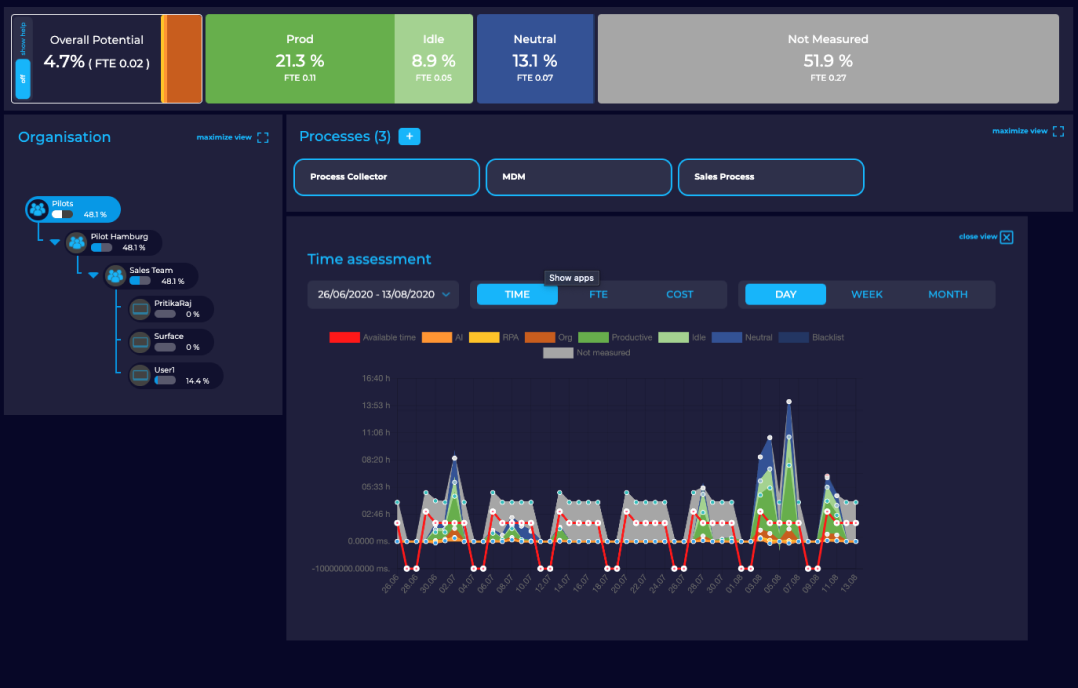 show help
off
Overall Potential
4.7% ( FTE 0.02 )
Prod
21.3 %
FTE 0.11
Idle
8.9 %
FTE 0.05
Neutral
13.1 %
FTE 0.07
Not Measured
51.9 %
FTE 0.27
Organisation
maximize view
Pilots
48.1 %
Pilot Hamburg
48.1 %
Sales Team
48.1 %
PritikaRaj
0 %
Surface
0 %
User1
14.4 %
Processes (3) +
maximize view
Process Collector
MDM
Sales Process
close view
Time assessment
Show apps
26/06/2020 - 13/08/2020
TIME FTE COST
DAY WEEK MONTH
Available time AI RPA Org Productive Idle Neutral Blacklist
Not measured
16:40 h
13:53 h
11:06 h
08:20 h
05:33 h
02:46 h
0.0000 ms.
-10000000.0000 ms.
26.06 28.06 30.06 02.07 04.07 06.07 08.07 10.07 12.07 14.07 16.07 18.07 20.07 22.07 24.07 26.07 28.07 30.07 01.08 03.08 05.08 07.08 09.08 11.08 13.08